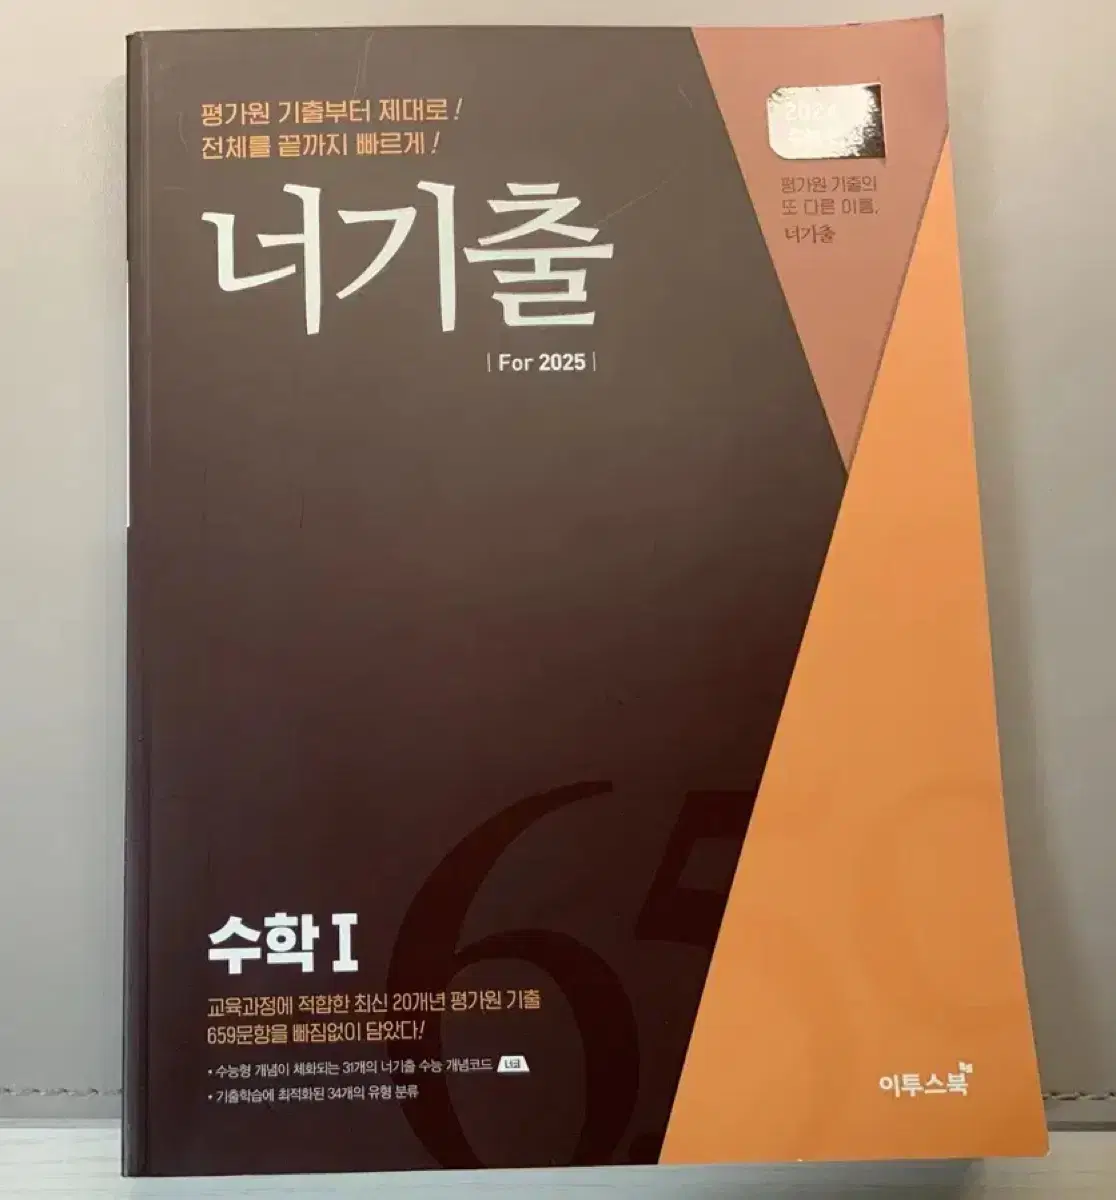 평가원 기출부터 제대로!
전체를 끝까지 빠르게!
너기출
For 2025
2024
평가원 기출의
또 다른 이름,
너기출
659
수학 I
교육과정에 적합한 최신 20개년 평가원 기출
659문항을 빠짐없이 담았다!
• 수능형 개념이 체화되는 31개의 너기출 수능 개념코드 너코
• 기출학습에 최적화된 34개의 유형 분류
이투스북